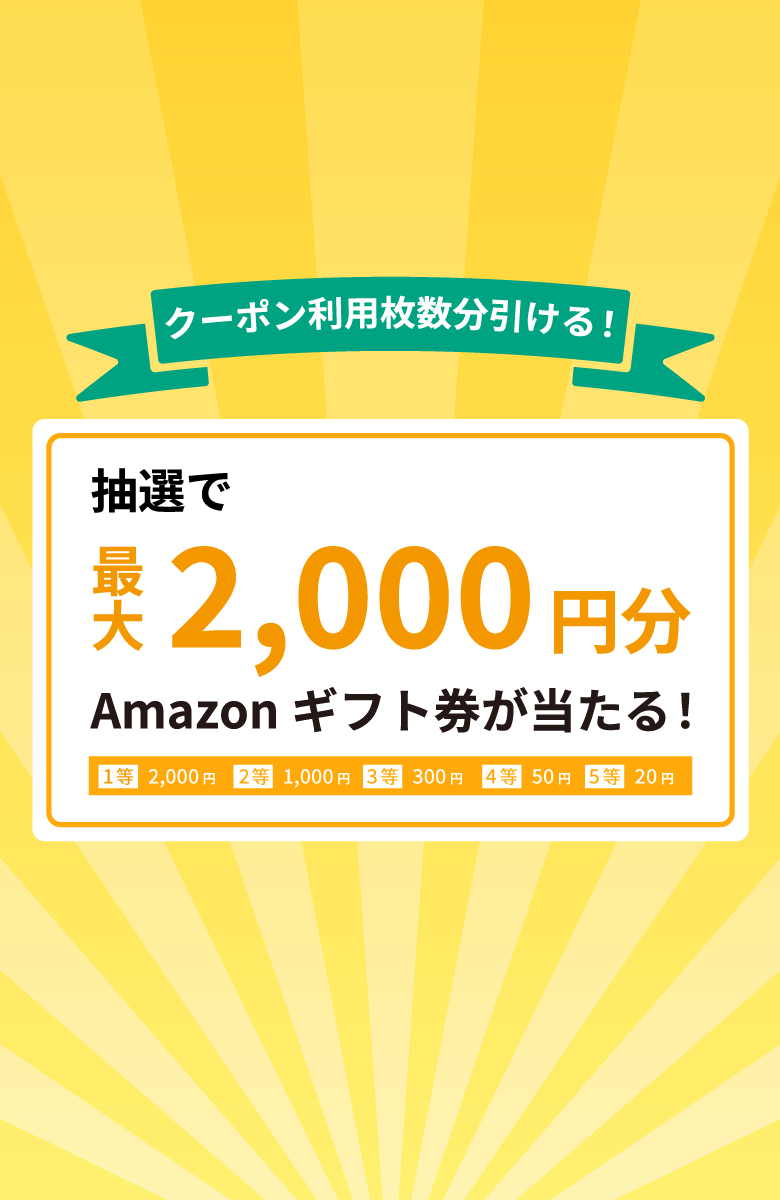 クーポン利用枚数分引ける！
抽選で
最大 2,000 円分
Amazon ギフト券が当たる！
1等 2,000円 2等 1,000円 3等 300円 4等 50円 5等 20円